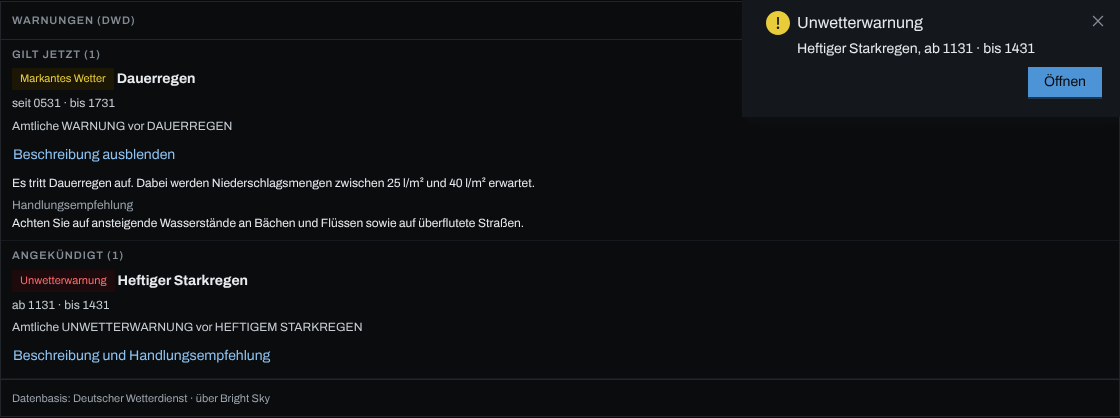 WARNUNGEN (DWD)
GILT JETZT (1)
Markantes Wetter Dauerregen
seit 0531 · bis 1731
Amtliche WARNUNG vor DAUERREGEN
Beschreibung ausblenden
Es tritt Dauerregen auf. Dabei werden Niederschlagsmengen zwischen 25 l/m² und 40 l/m² erwartet.
Handlungsempfehlung
Achten Sie auf ansteigende Wasserstände an Bächen und Flüssen sowie auf überflutete Straßen.
ANGEKÜNDIGT (1)
Unwetterwarnung Heftiger Starkregen
ab 1131 · bis 1431
Amtliche UNWETTERWARNUNG vor HEFTIGEM STARKREGEN
Beschreibung und Handlungsempfehlung
Datenbasis: Deutscher Wetterdienst · über Bright Sky
Unwetterwarnung
Heftiger Starkregen, ab 1131 · bis 1431
Öffnen